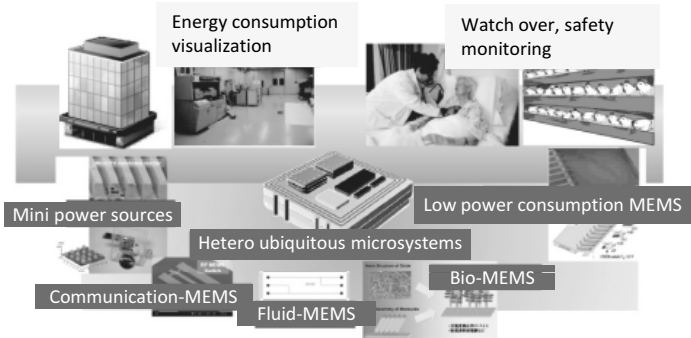 Energy consumption
visualization
Watch over, safety
monitoring
Mini power sources
Low power consumption MEMS
Hetero ubiquitous microsystems
Communication-MEMS
Fluid-MEMS
Bio-MEMS